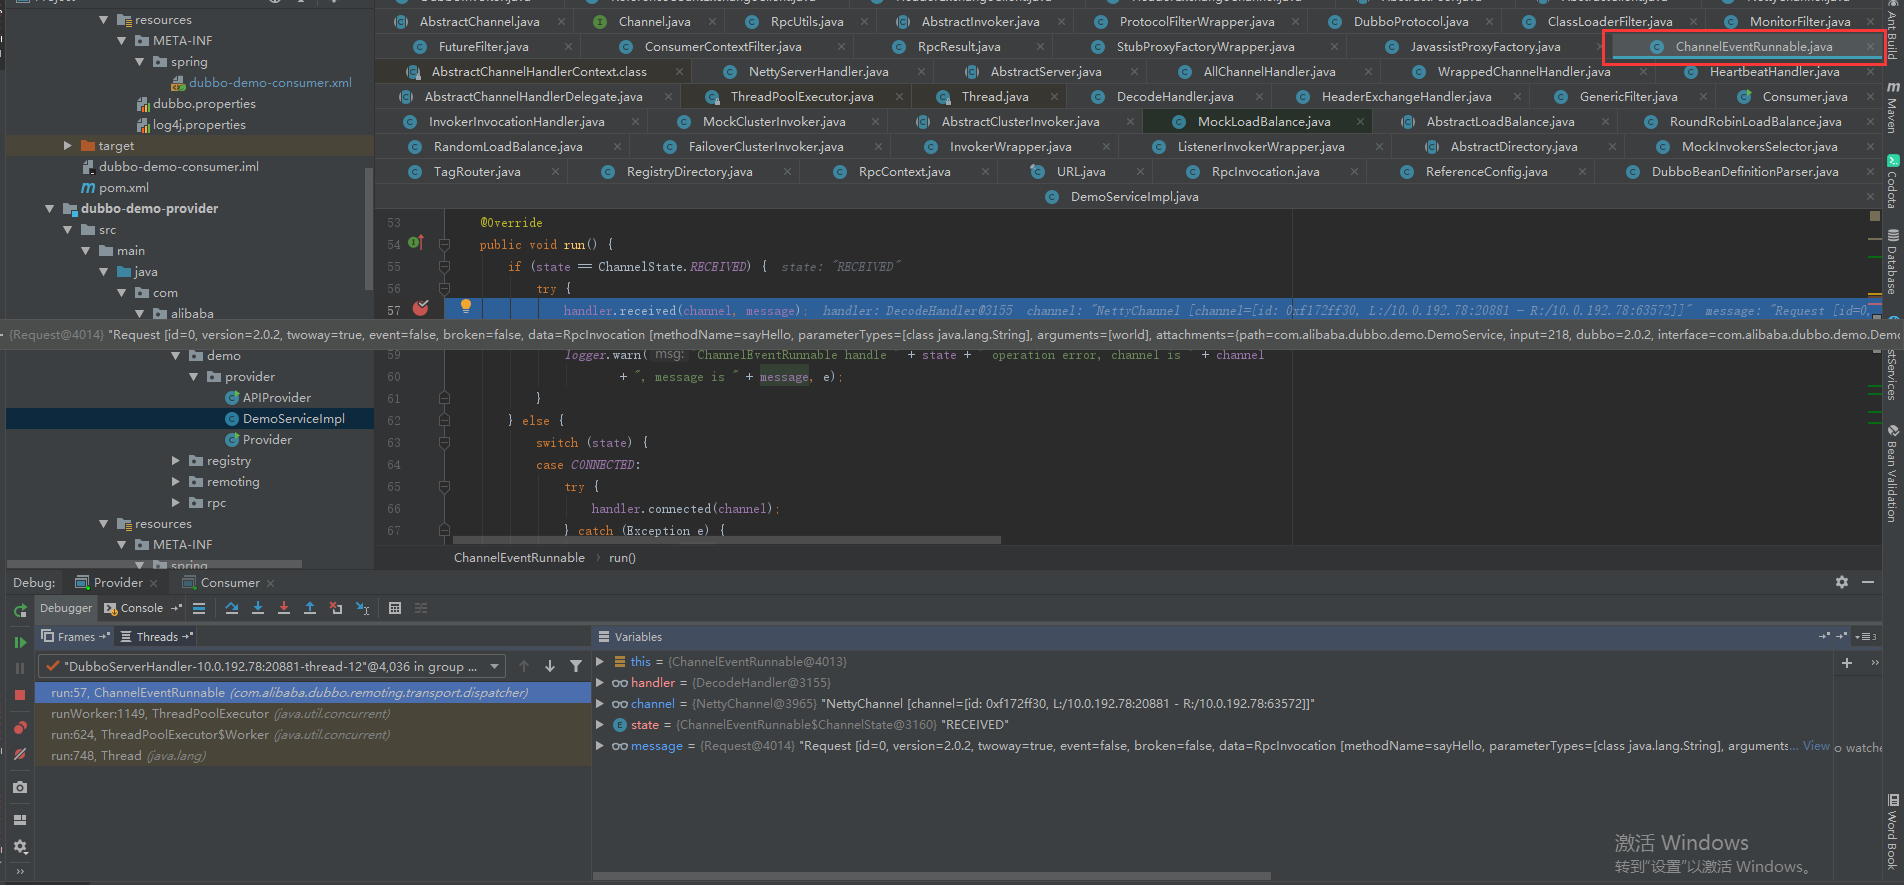 resources
META-INF
spring
dubbo-demo-consumer.xml
dubbo.properties
log4j.properties
target
dubbo-demo-consumer.iml
pom.xml
dubbo-demo-provider
src
main
java
com
alibaba
demo
provider
APIProvider
DemoServiceImpl
Provider
registry
remoting
rpc
resources
META-INF
spring
AbstractChannel.java Channel.java RpcUtils.java AbstractInvoker.java ProtocolFilterWrapper.java DubboProtocol.java ClassLoaderFilter.java MonitorFilter.java
FutureFilter.java ConsumerContextFilter.java RpcResult.java StubProxyFactoryWrapper.java JavassistProxyFactory.java ChannelEventRunnable.java
AbstractChannelHandlerContext.class NettyServerHandler.java AbstractServer.java AllChannelHandler.java WrappedChannelHandler.java HeartbeatHandler.java
AbstractChannelHandlerDelegate.java ThreadPoolExecutor.java Thread.java DecodeHandler.java HeaderExchangeHandler.java GenericFilter.java Consumer.java
InvokerInvocationHandler.java MockClusterInvoker.java AbstractClusterInvoker.java MockLoadBalance.java AbstractLoadBalance.java RoundRobinLoadBalance.java
RandomLoadBalance.java FailoverClusterInvoker.java InvokerWrapper.java ListenerInvokerWrapper.java AbstractDirectory.java MockInvokersSelector.java
TagRouter.java RegistryDirectory.java RpcContext.java URL.java RpcInvocation.java ReferenceConfig.java DubboBeanDefinitionParser.java
DemoServiceImpl.java
53 @Override
54 public void run() {
55 if (state == ChannelState.RECEIVED) { state: "RECEIVED"
56 try {
57 handler.received(channel, message); handler: DecodeHandler@3155 channel: "NettyChannel [channel=[id: 0xf172ff30, L:/10.0.192.78:20881 - R:/10.0.192.78:63572]]" message: "Request [id=0,
{Request@4014} "Request [id=0, version=2.0.2, twoway=true, event=false, broken=false, data=RpcInvocation [methodName=sayHello, parameterTypes=[class java.lang.String], arguments=[world], attachments={path=com.alibaba.dubbo.demo.DemoService, input=218, dubbo=2.0.2, interface=com.alibaba.dubbo.demo.Demo
59 logger.warn( msg: "ChannelEventRunnable handle " + state + " operation error, channel is " + channel
60 + ", message is " + message, e);
61 }
62 } else {
63 switch (state) {
64 case CONNECTED:
65 try {
66 handler.connected(channel);
67 } catch (Exception e) {
ChannelEventRunnable › run()
Ant Build
Maven
Codota
Database
stServices
Bean Validation
Word Book
Debug: Provider Consumer
Debugger Console
Frames Threads
"DubboServerHandler-10.0.192.78:20881-thread-12"@4,036 in group ...
run:57, ChannelEventRunnable (com.alibaba.dubbo.remoting.transport.dispatcher)
runWorker:1149, ThreadPoolExecutor (java.util.concurrent)
run:624, ThreadPoolExecutor$Worker (java.util.concurrent)
run:748, Thread (java.lang)
Variables
this = {ChannelEventRunnable@4013}
handler = {DecodeHandler@3155}
channel = {NettyChannel@3965} "NettyChannel [channel=[id: 0xf172ff30, L:/10.0.192.78:20881 - R:/10.0.192.78:63572]]"
state = {ChannelEventRunnable$ChannelState@3160} "RECEIVED"
message = {Request@4014} "Request [id=0, version=2.0.2, twoway=true, event=false, broken=false, data=RpcInvocation [methodName=sayHello, parameterTypes=[class java.lang.String], arguments... View
o watche
激活 Windows
转到"设置"以激活 Windows。